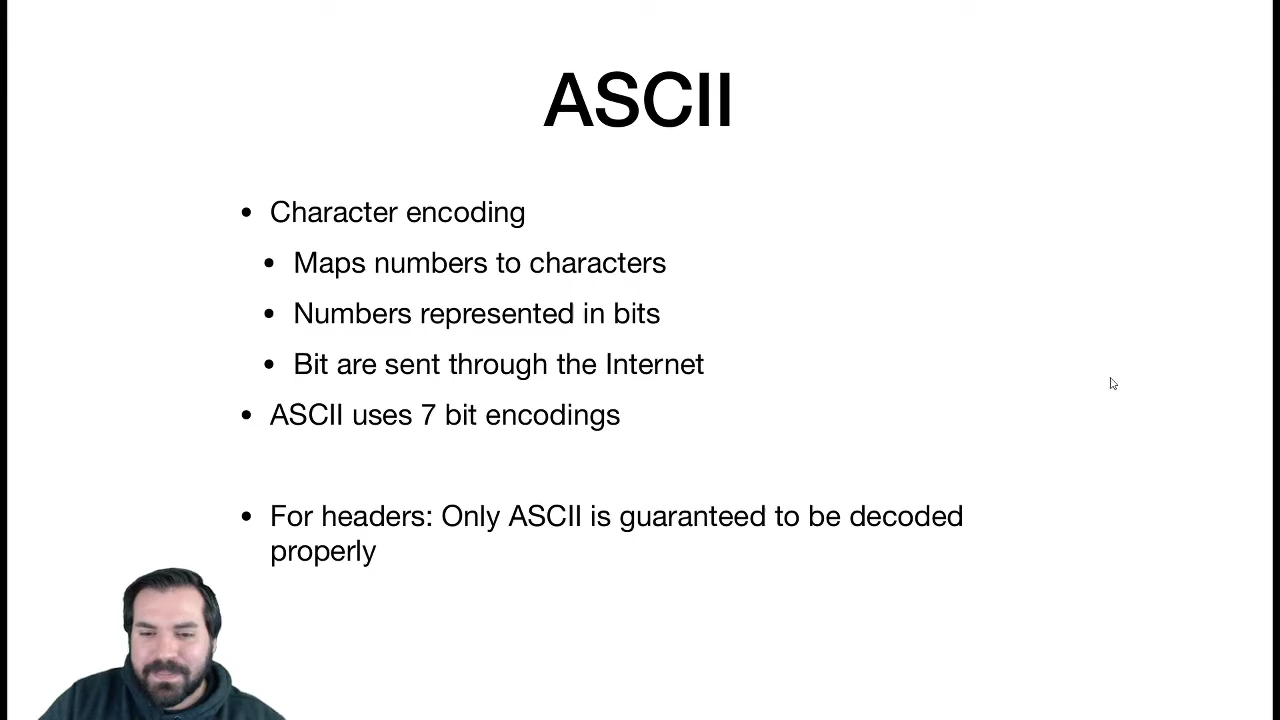 ASCII
• Character encoding
• Maps numbers to characters
• Numbers represented in bits
• Bit are sent through the Internet
• ASCII uses 7 bit encodings
• For headers: Only ASCII is guaranteed to be decoded
properly